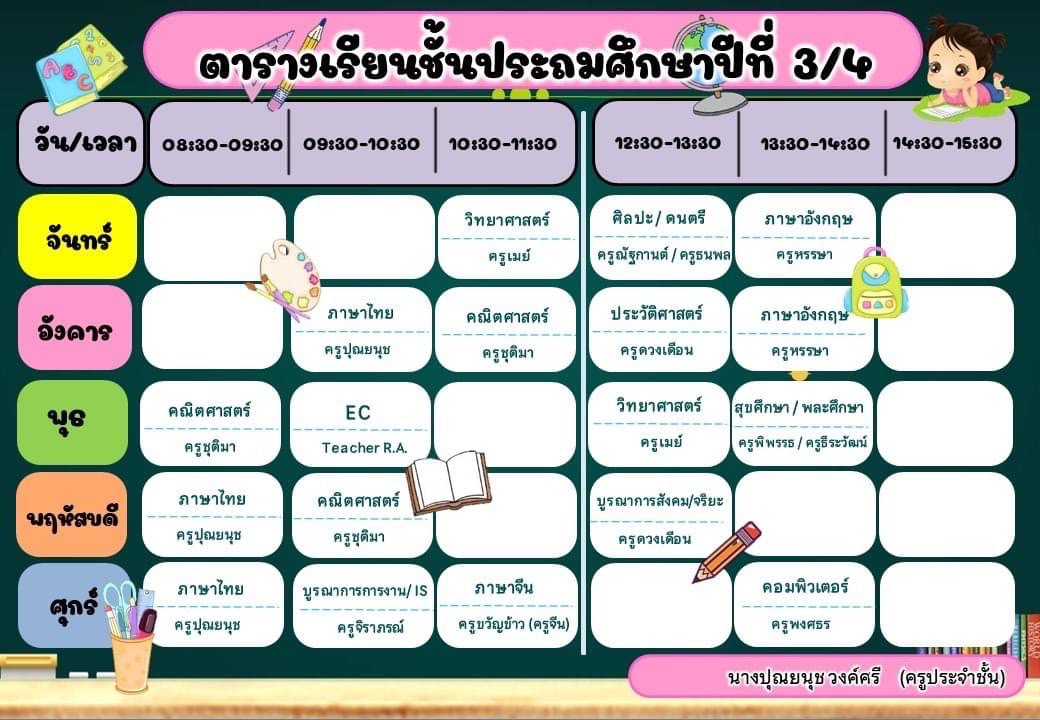 ตารางเรียนชั้นประถมศึกษาปีที่ 3/4
วัน/เวลา 08:30-09:30 09:30-10:30 10:30-11:30 12:30-13:30 13:30-14:30 14:30-15:30
จันทร์
วิทยาศาสตร์
ครูเมย์
ศิลปะ/ ดนตรี
ครูณัฐกานต์ / ครูธนพล
ภาษาอังกฤษ
ครูหรรษา
อังคาร
ภาษาไทย
ครูปุณยนุช
คณิตศาสตร์
ครูชุติมา
ประวัติศาสตร์
ครูดวงเดือน
ภาษาอังกฤษ
ครูหรรษา
พุธ
คณิตศาสตร์
ครูชุติมา
EC
Teacher R.A.
วิทยาศาสตร์
ครูเมย์
สุขศึกษา / พละศึกษา
ครูพิพรรธ / ครูธีระวัฒน์
พฤหัสบดี
ภาษาไทย
ครูปุณยนุช
คณิตศาสตร์
ครูชุติมา
บูรณาการสังคม/จริยะ
ครูดวงเดือน
ศุกร์
ภาษาไทย
ครูปุณยนุช
บูรณาการการงาน/ IS
ครูจิราภรณ์
ภาษาจีน
ครูขวัญข้าว (ครูจีน)
คอมพิวเตอร์
ครูพงศธร
นางปุณยนุช วงค์ศรี (ครูประจำชั้น)
ABC
WORLD HISTORY